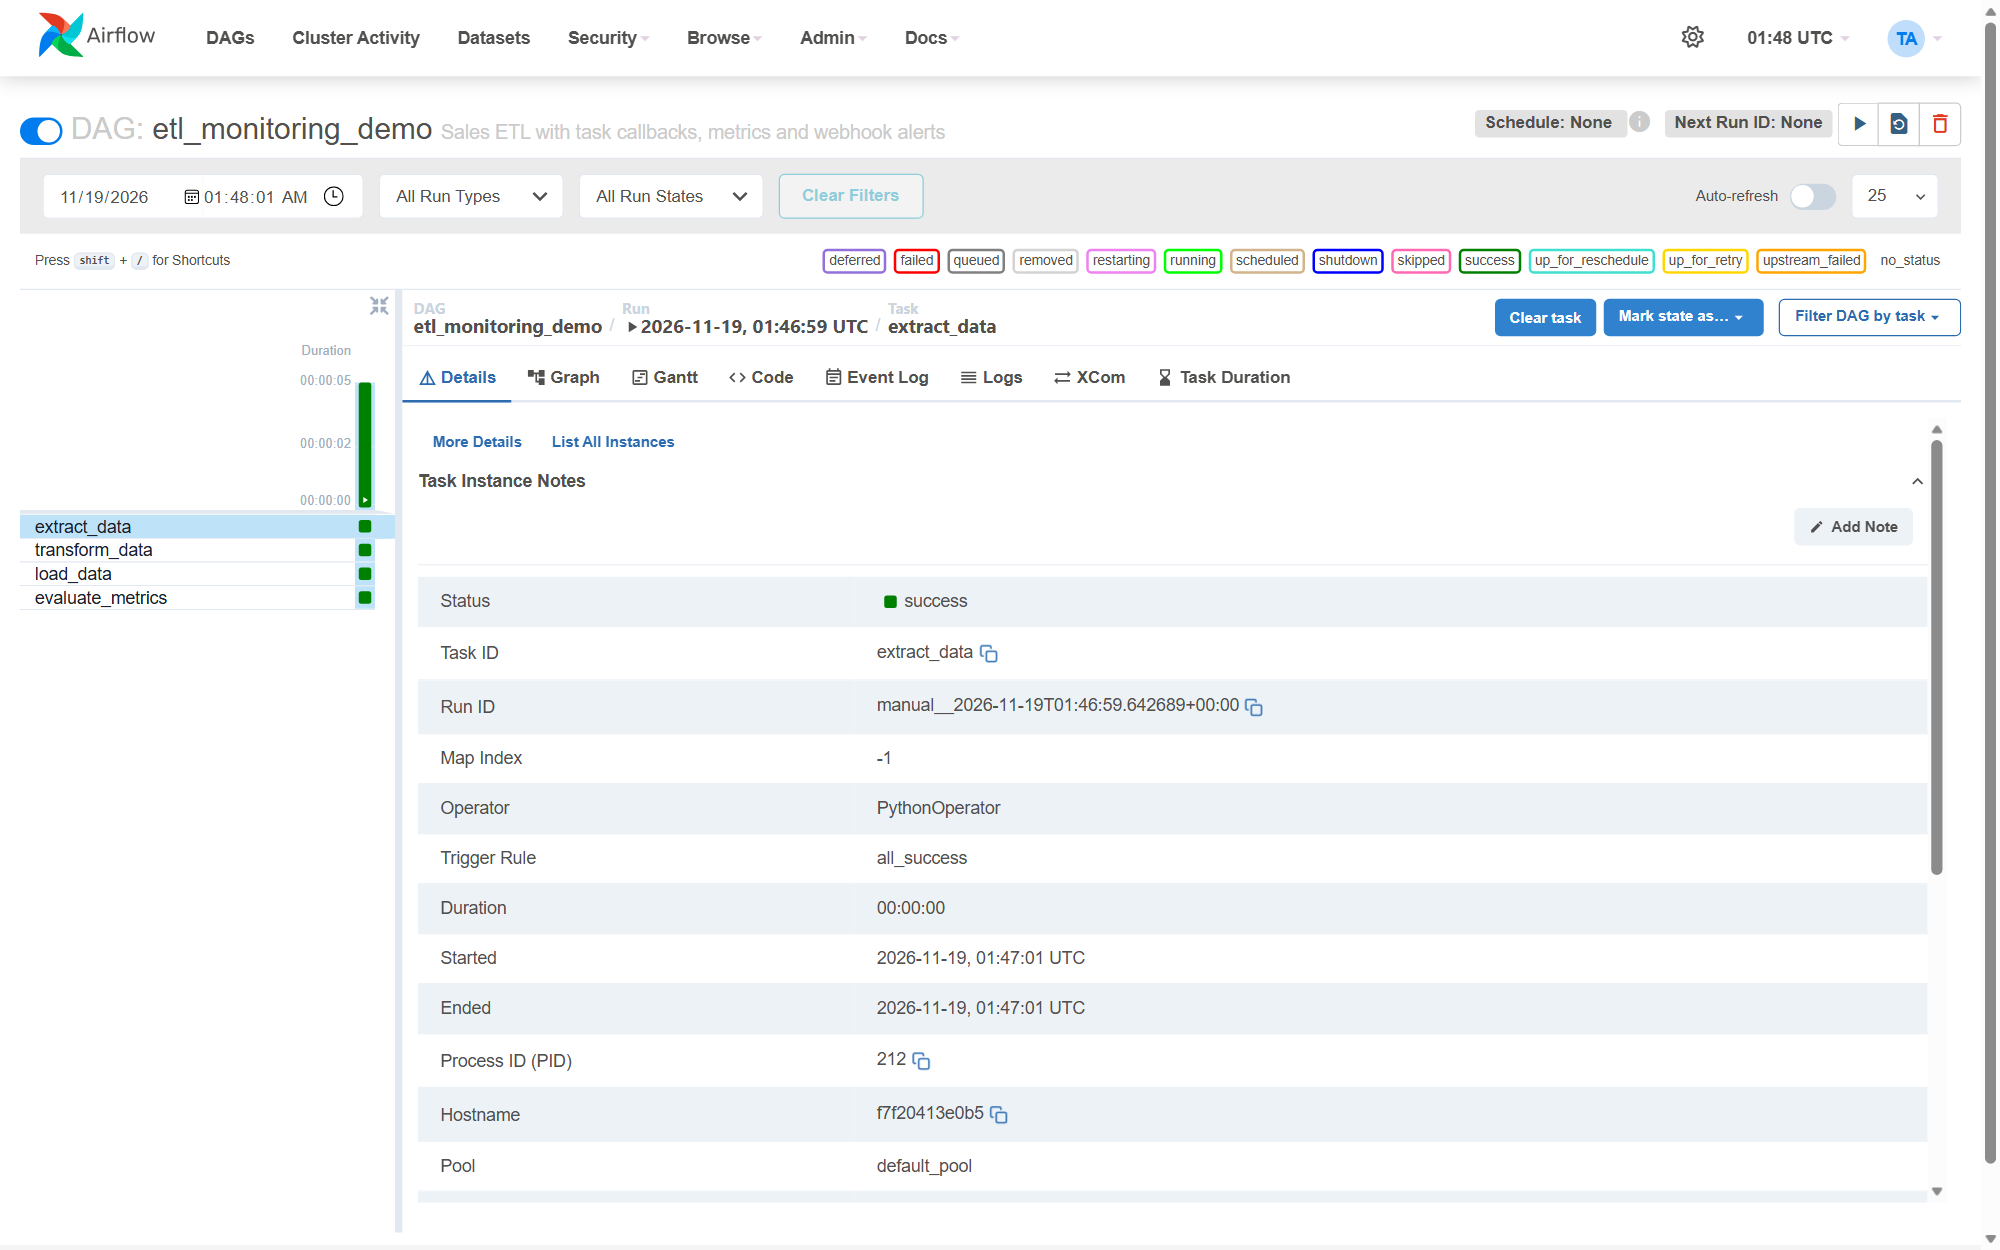 Airflow DAGs Cluster Activity Datasets Security Browse Admin Docs 01:48 UTC TA
DAG: etl_monitoring_demo Sales ETL with task callbacks, metrics and webhook alerts Schedule: None i Next Run ID: None
11/19/2026 01:48:01 AM All Run Types All Run States Clear Filters Auto-refresh 25
Press shift + / for Shortcuts deferred failed queued removed restarting running scheduled shutdown skipped success up_for_reschedule up_for_retry upstream_failed no_status
Duration
00:00:05
00:00:02
00:00:00
extract_data
transform_data
load_data
evaluate_metrics
DAG Run Task
etl_monitoring_demo / 2026-11-19, 01:46:59 UTC / extract_data
Clear task Mark state as... Filter DAG by task
Details Graph Gantt Code Event Log Logs XCom Task Duration
More Details List All Instances
Task Instance Notes
Add Note
Status success
Task ID extract_data
Run ID manual__2026-11-19T01:46:59.642689+00:00
Map Index -1
Operator PythonOperator
Trigger Rule all_success
Duration 00:00:00
Started 2026-11-19, 01:47:01 UTC
Ended 2026-11-19, 01:47:01 UTC
Process ID (PID) 212
Hostname f7f20413e0b5
Pool default_pool